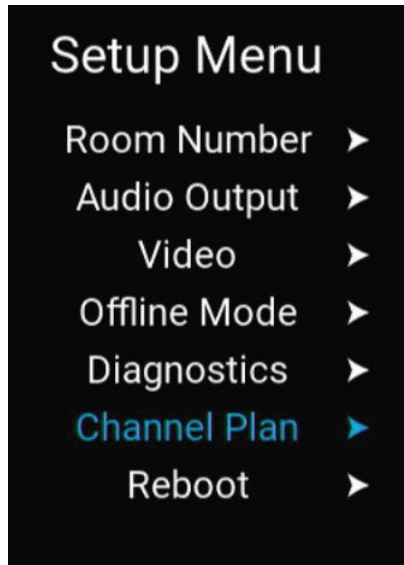 Setup Menu
Room Number
Audio Output
Video
Offline Mode
Diagnostics
Channel Plan
Reboot